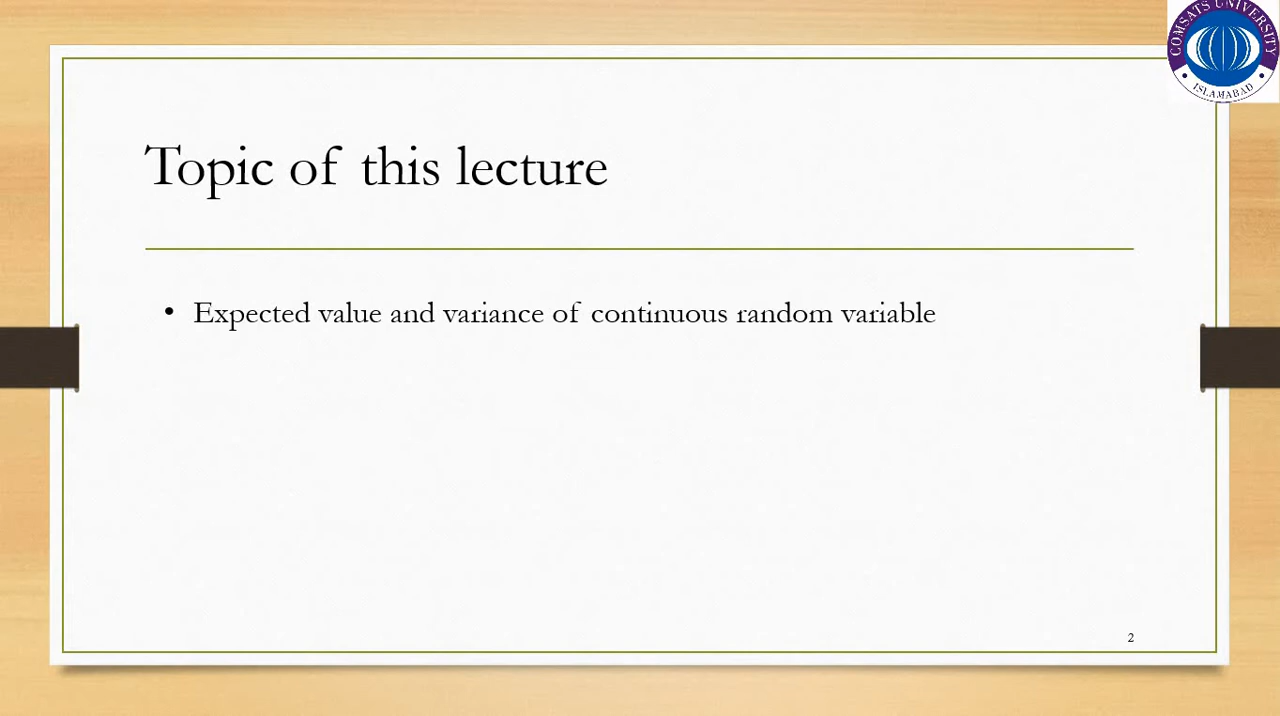 COMSATS UNIVERSITY
ISLAMABAD
Topic of this lecture
• Expected value and variance of continuous random variable
2